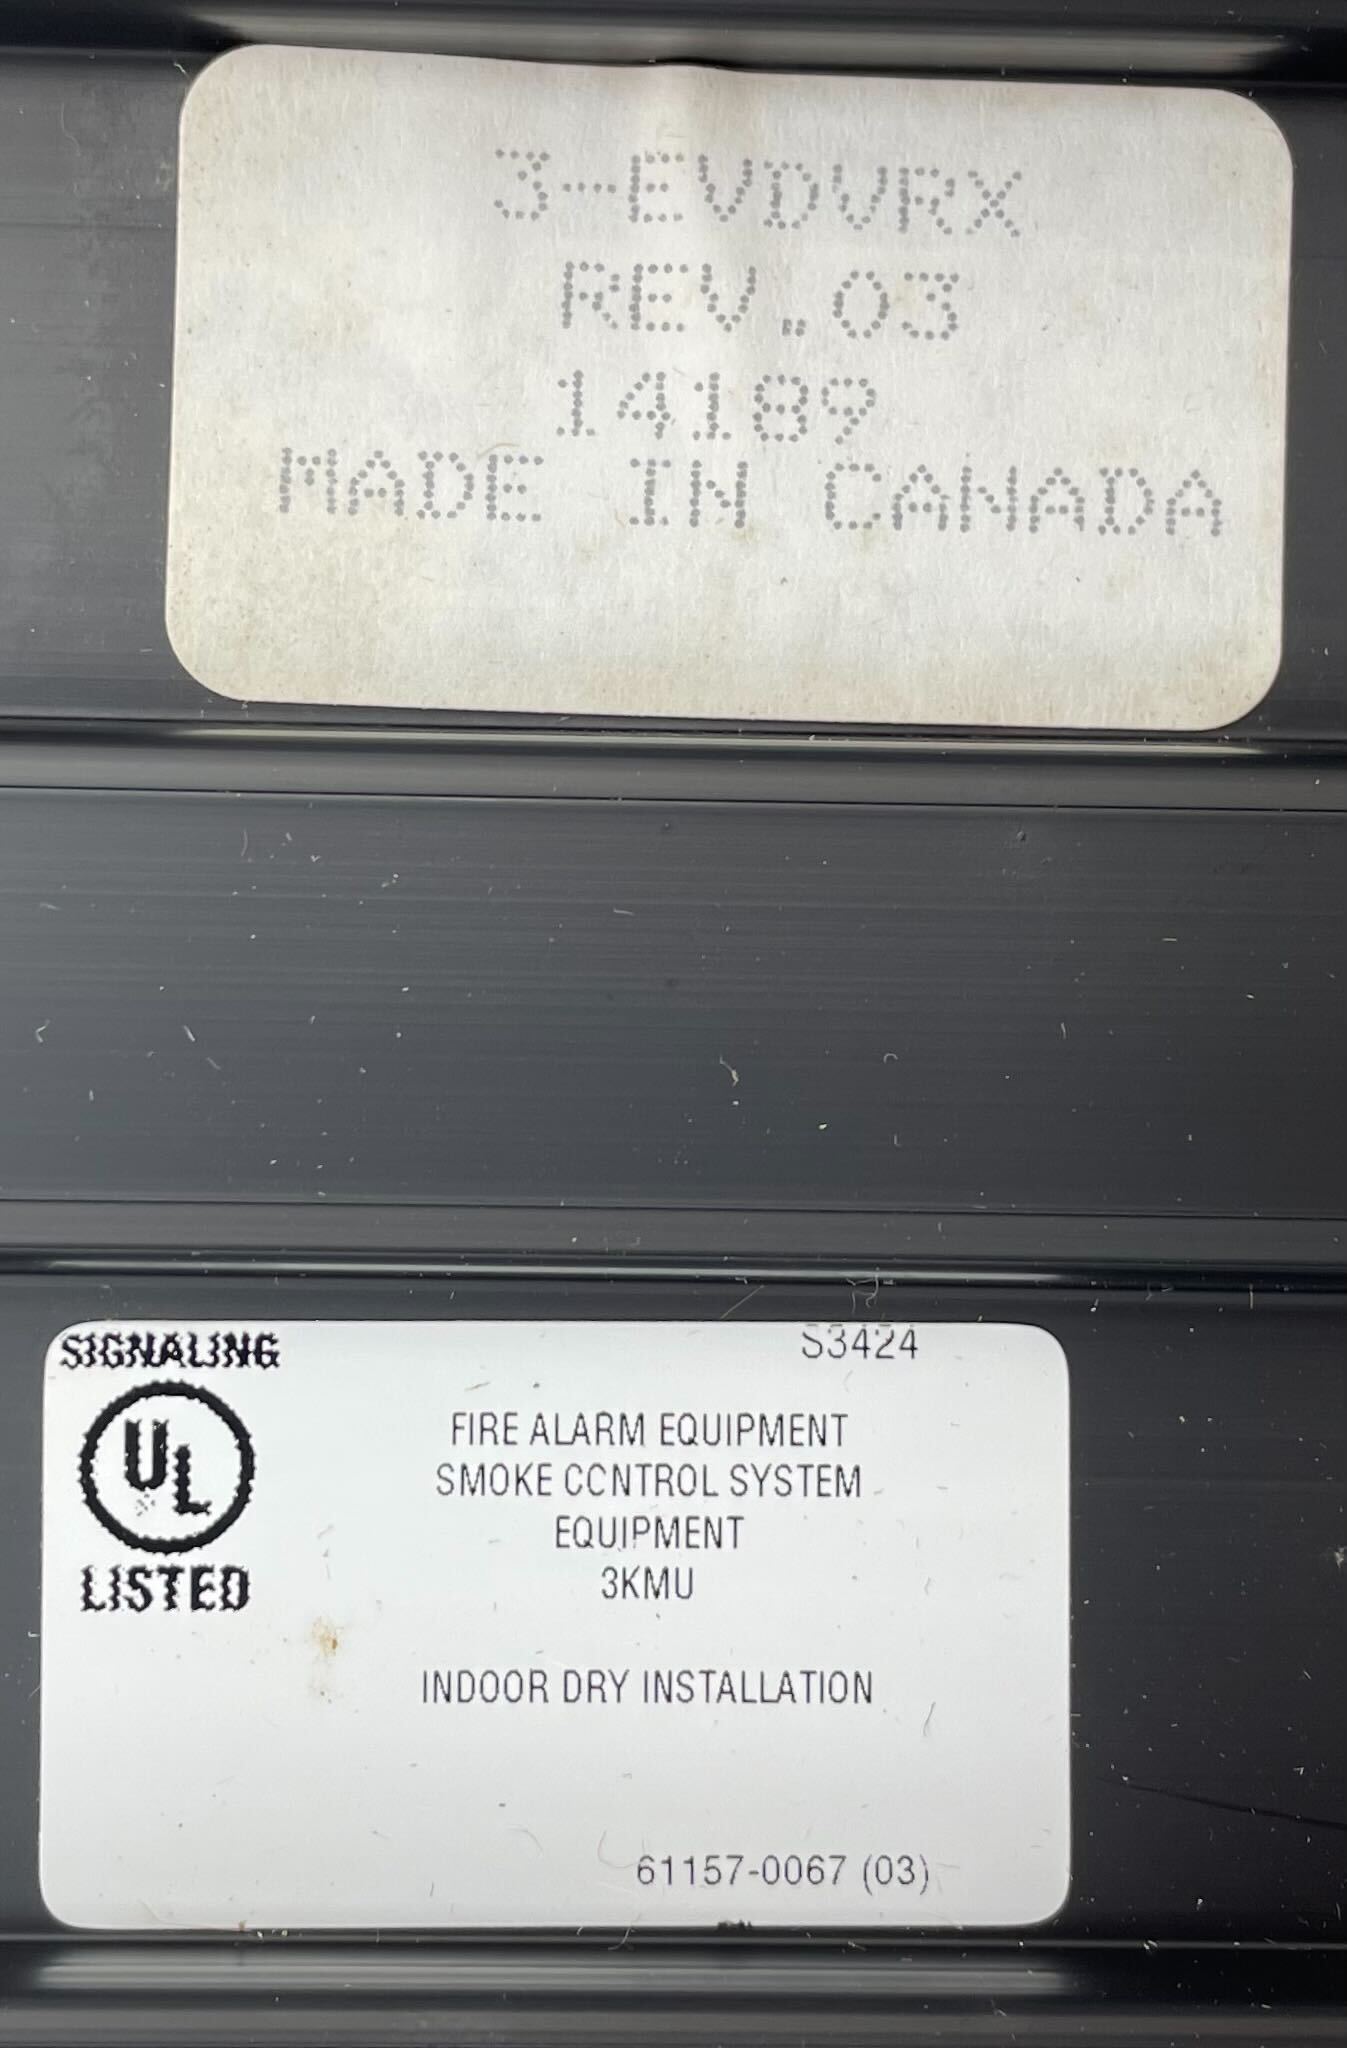 3-EVDVRX
REV.03
14189
MADE IN CANADA
SIGNALING
S3424
UL
LISTED
FIRE ALARM EQUIPMENT
SMOKE CONTROL SYSTEM
EQUIPMENT
3KMU
INDOOR DRY INSTALLATION
61157-0067 (03)